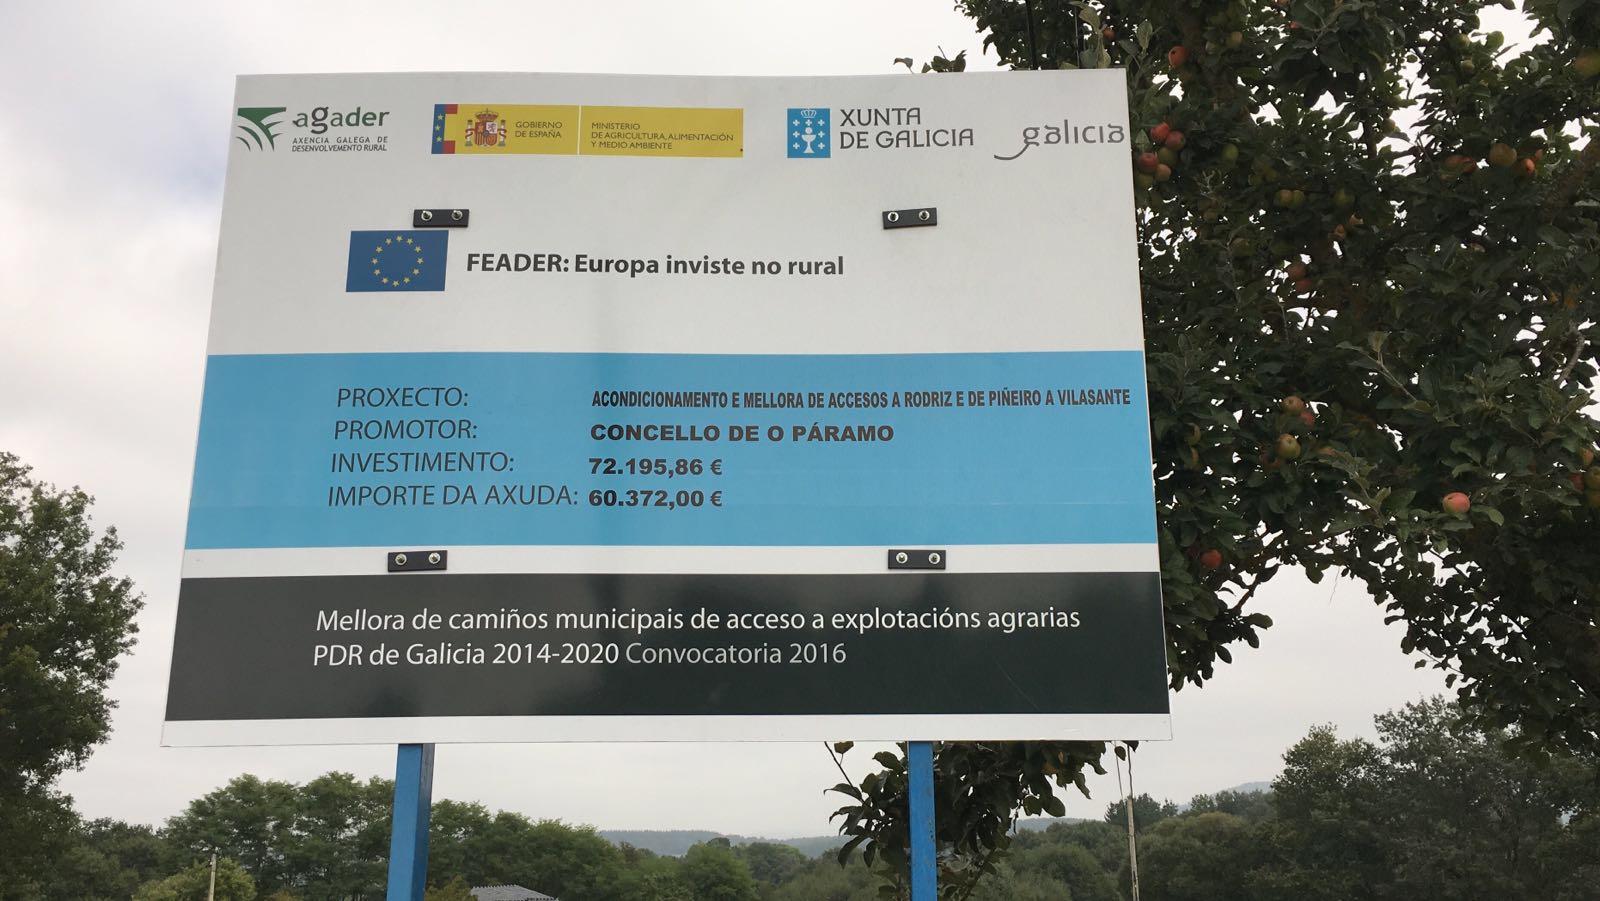 agader
AXENCIA GALEGA DE
DESENVOLVEMENTO RURAL
GOBIERNO
DE ESPAÑA
MINISTERIO
DE AGRICULTURA, ALIMENTACIÓN
Y MEDIO AMBIENTE
XUNTA
DE GALICIA
galicia
FEADER: Europa inviste no rural
PROXECTO: ACONDICIONAMENTO E MELLORA DE ACCESOS A RODRIZ E DE PIÑEIRO A VILASANTE
PROMOTOR: CONCELLO DE O PÁRAMO
INVESTIMENTO: 72.195,86 €
IMPORTE DA AXUDA: 60.372,00 €
Mellora de camiños municipais de acceso a explotacións agrarias
PDR de Galicia 2014-2020 Convocatoria 2016